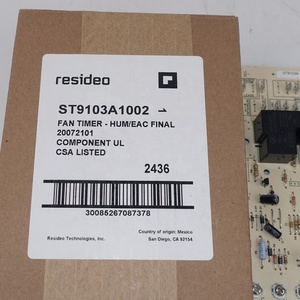 resideo
ST9103A1002
FAN TIMER - HUM/EAC FINAL
20072101
COMPONENT UL
CSA LISTED
2436
30085267087378
Resideo Technologies, Inc.
Country of origin: Mexico
San Diego, CA 92154